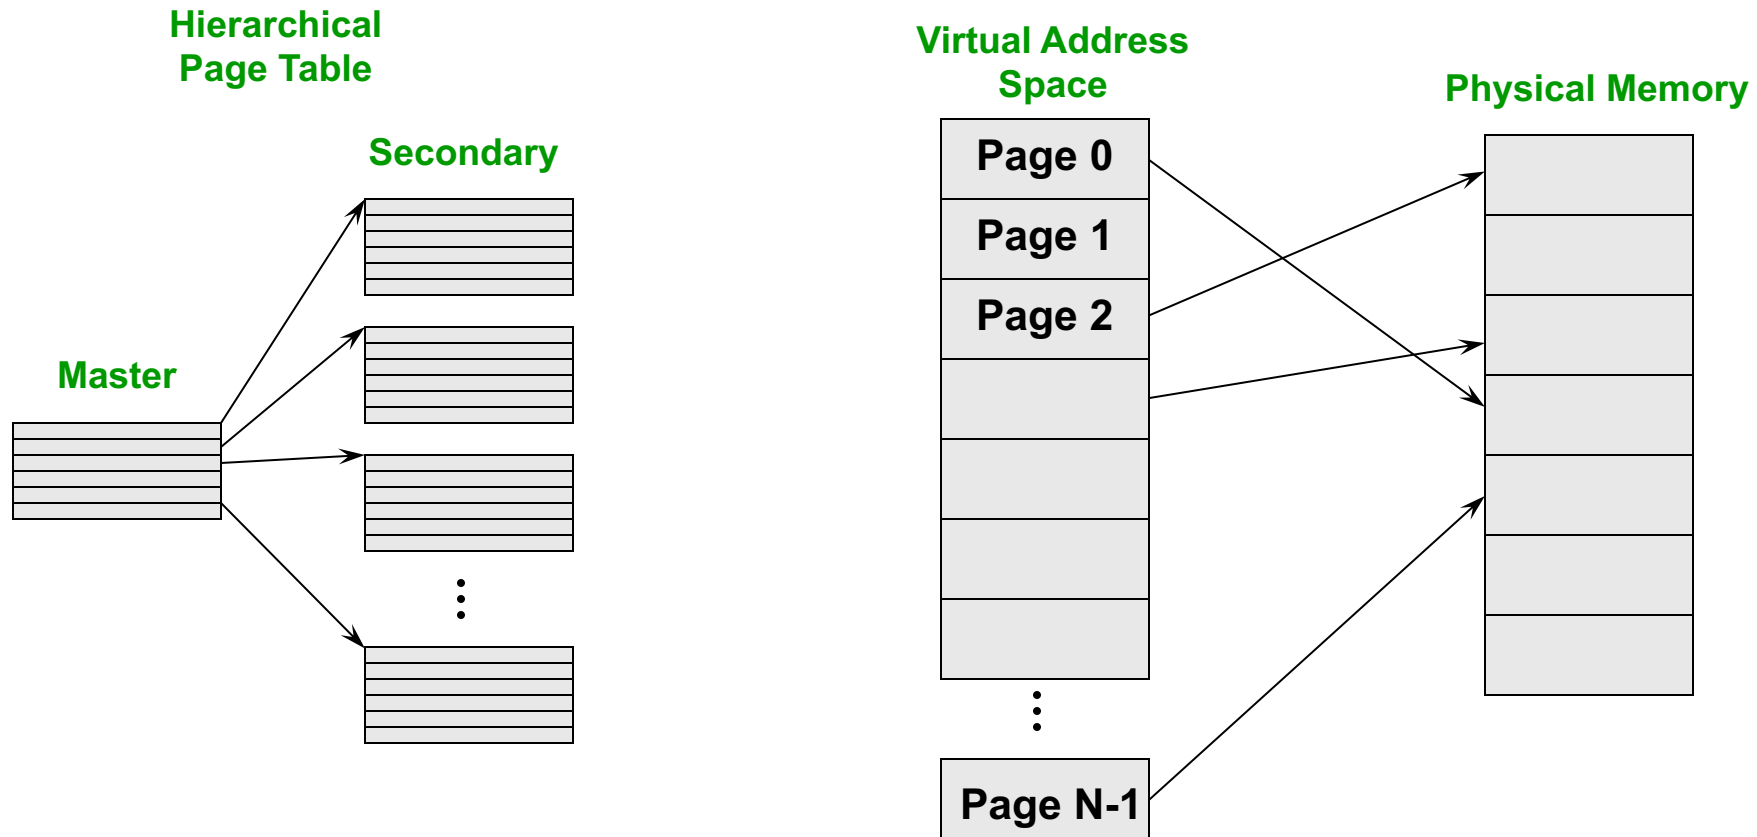 Hierarchical
Page Table
Secondary
Master
Virtual Address
Space
Page 0
Page 1
Page 2
Page N-1
Physical Memory